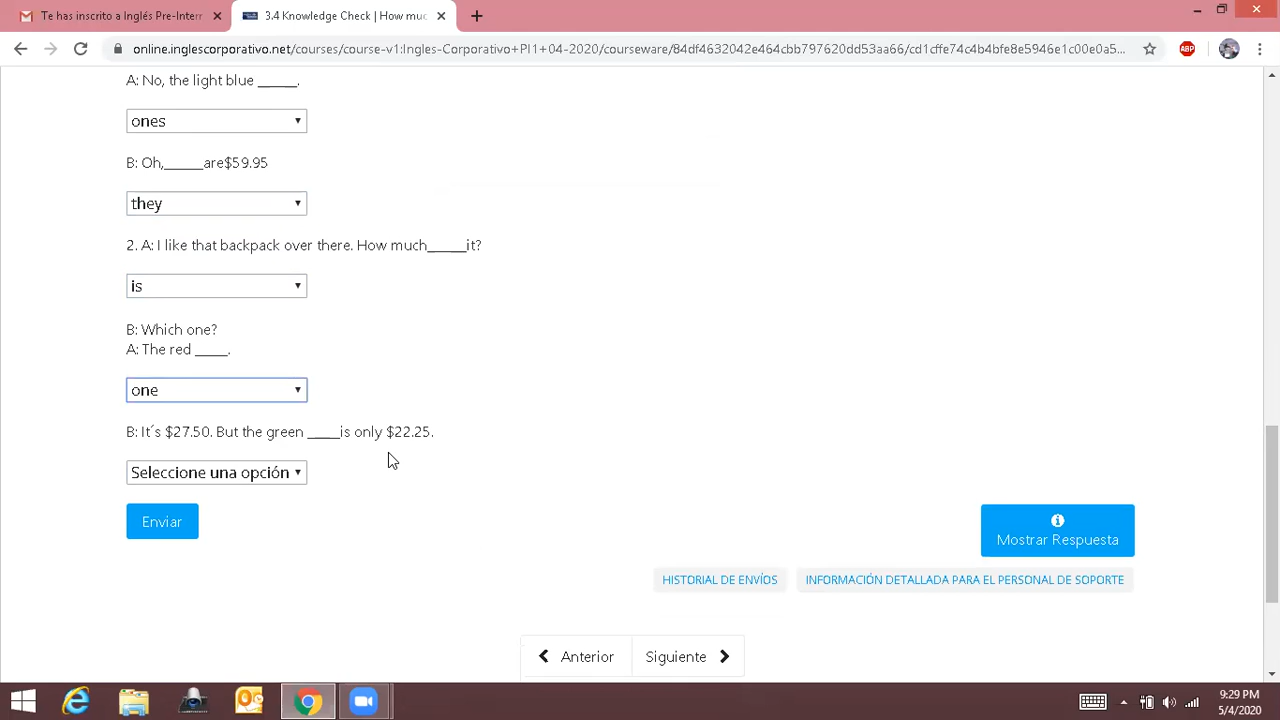 Te has inscrito a Inglés Pre-Interr
3.4 Knowledge Check | How muc
online.inglescorporativo.net/courses/course-v1:Ingles-Corporativo+PI1+04-2020/courseware/84df4632042e464cbb797620dd53aa66/cd1cffe74c4b4bfe8e5946e1c00e0a5...
A: No, the light blue ______.
ones
B: Oh,______are$59.95
they
2. A: I like that backpack over there. How much______it?
is
B: Which one?
A: The red _____.
one
B: It´s $27.50. But the green _____is only $22.25.
Seleccione una opción
Enviar
Mostrar Respuesta
HISTORIAL DE ENVÍOS
INFORMACIÓN DETALLADA PARA EL PERSONAL DE SOPORTE
Anterior
Siguiente
9:29 PM
5/4/2020